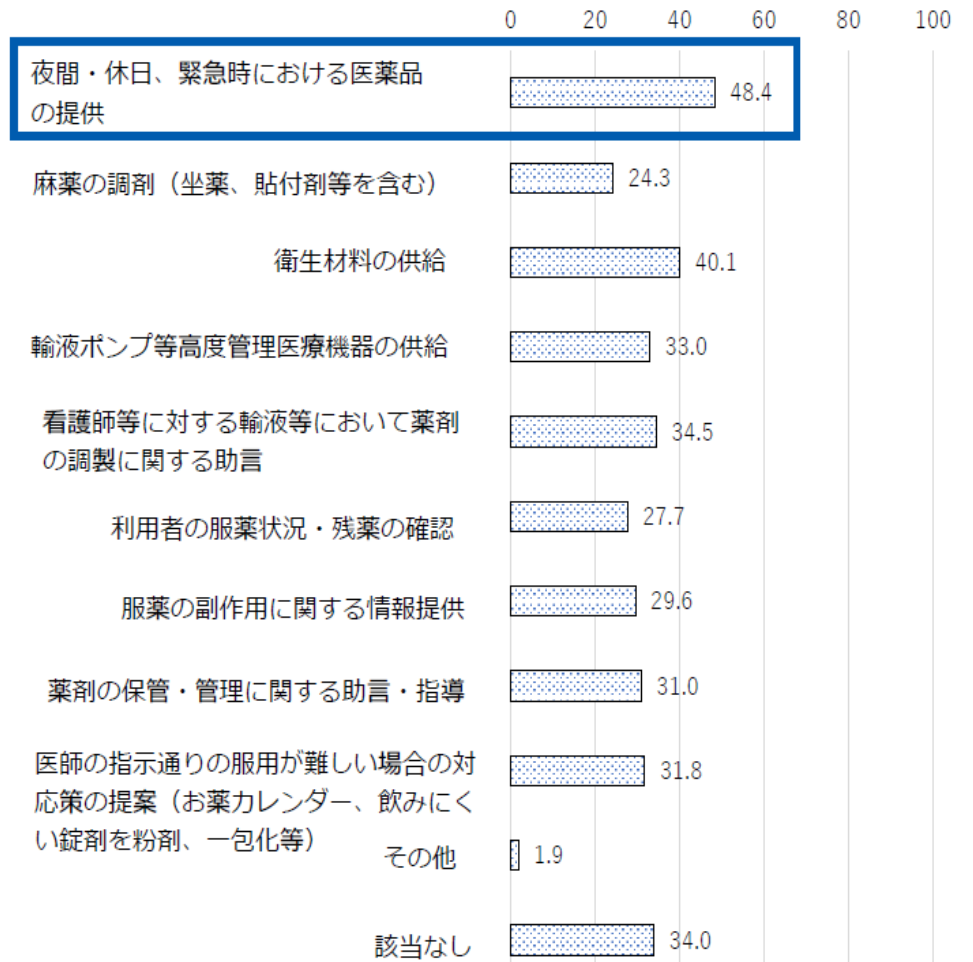 0 20 40 60 80 100
夜間・休日、緊急時における医薬品
の提供
48.4
麻薬の調剤（坐薬、貼付剤等を含む）
24.3
衛生材料の供給
40.1
輸液ポンプ等高度管理医療機器の供給
33.0
看護師等に対する輸液等において薬剤
の調製に関する助言
34.5
利用者の服薬状況・残薬の確認
27.7
服薬の副作用に関する情報提供
29.6
薬剤の保管・管理に関する助言・指導
31.0
医師の指示通りの服用が難しい場合の対
応策の提案（お薬カレンダー、飲みにく
い錠剤を粉剤、一包化等）
31.8
その他
1.9
該当なし
34.0